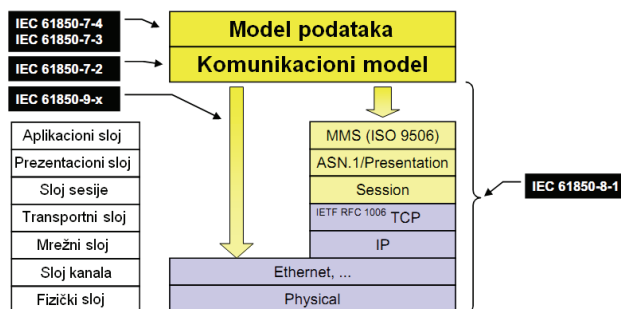 IEC 61850-7-4
IEC 61850-7-3
Model podataka
IEC 61850-7-2
Komunikacioni model
IEC 61850-9-x
Aplikacioni sloj
MMS (ISO 9506)
Prezentacioni sloj
ASN.1/Presentation
Sloj sesije
Session
IEC 61850-8-1
Transportni sloj
IETF RFC 1006 TCP
Mrežni sloj
IP
Sloj kanala
Ethernet, ...
Fizički sloj
Physical